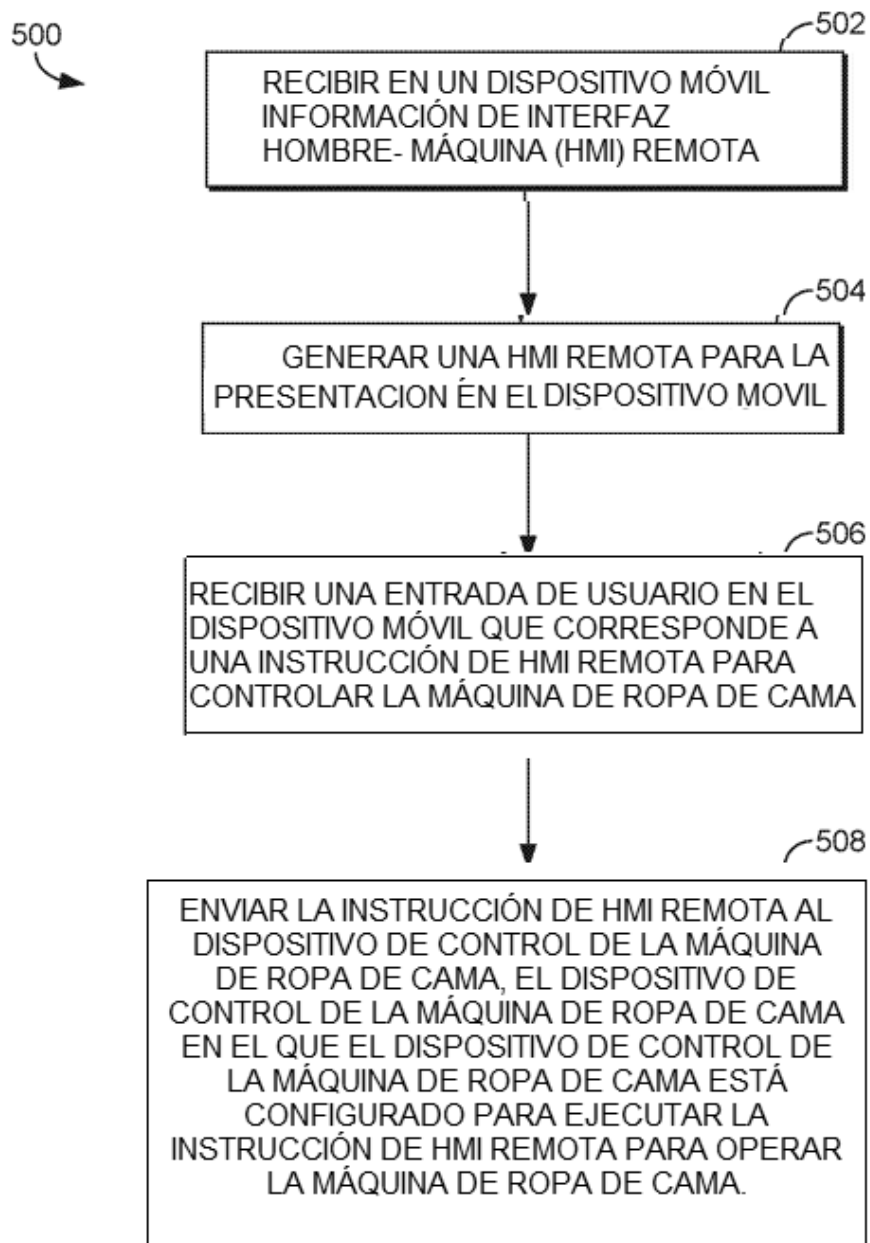 500
502
RECIBIR EN UN DISPOSITIVO MÓVIL
INFORMACIÓN DE INTERFAZ
HOMBRE- MÁQUINA (HMI) REMOTA
504
GENERAR UNA HMI REMOTA PARA LA
PRESENTACION ÉN EL DISPOSITIVO MOVIL
506
RECIBIR UNA ENTRADA DE USUARIO EN EL
DISPOSITIVO MÓVIL QUE CORRESPONDE A
UNA INSTRUCCIÓN DE HMI REMOTA PARA
CONTROLAR LA MÁQUINA DE ROPA DE CAMA
508
ENVIAR LA INSTRUCCIÓN DE HMI REMOTA AL
DISPOSITIVO DE CONTROL DE LA MÁQUINA
DE ROPA DE CAMA, EL DISPOSITIVO DE
CONTROL DE LA MÁQUINA DE ROPA DE CAMA
EN EL QUE EL DISPOSITIVO DE CONTROL DE
LA MÁQUINA DE ROPA DE CAMA ESTÁ
CONFIGURADO PARA EJECUTAR LA
INSTRUCCIÓN DE HMI REMOTA PARA OPERAR
LA MÁQUINA DE ROPA DE CAMA.